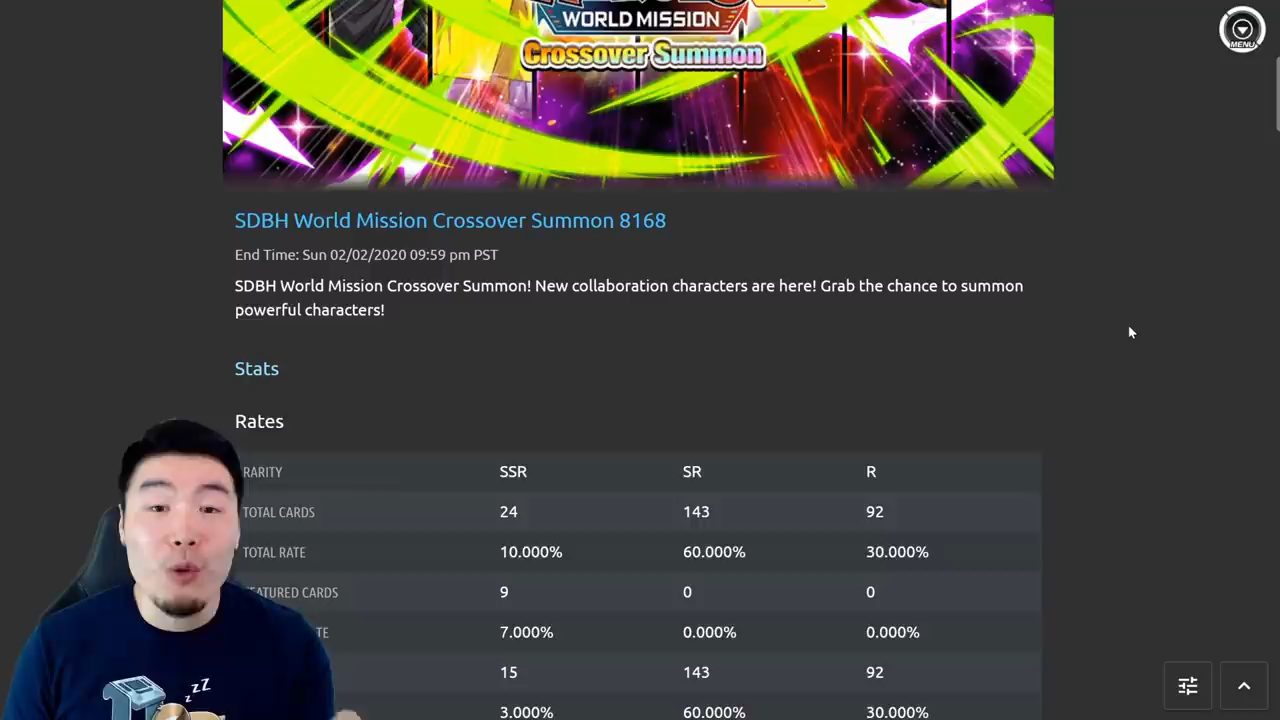 WORLD MISSION
Crossover Summon
MENU
SDBH World Mission Crossover Summon 8168
End Time: Sun 02/02/2020 09:59 pm PST
SDBH World Mission Crossover Summon! New collaboration characters are here! Grab the chance to summon
powerful characters!
Stats
Rates
RARITY SSR SR R
TOTAL CARDS 24 143 92
TOTAL RATE 10.000% 60.000% 30.000%
CARDS 9 0 0
7.000% 0.000% 0.000%
15 143 92
3.000% 60.000% 30.000%
z z Z